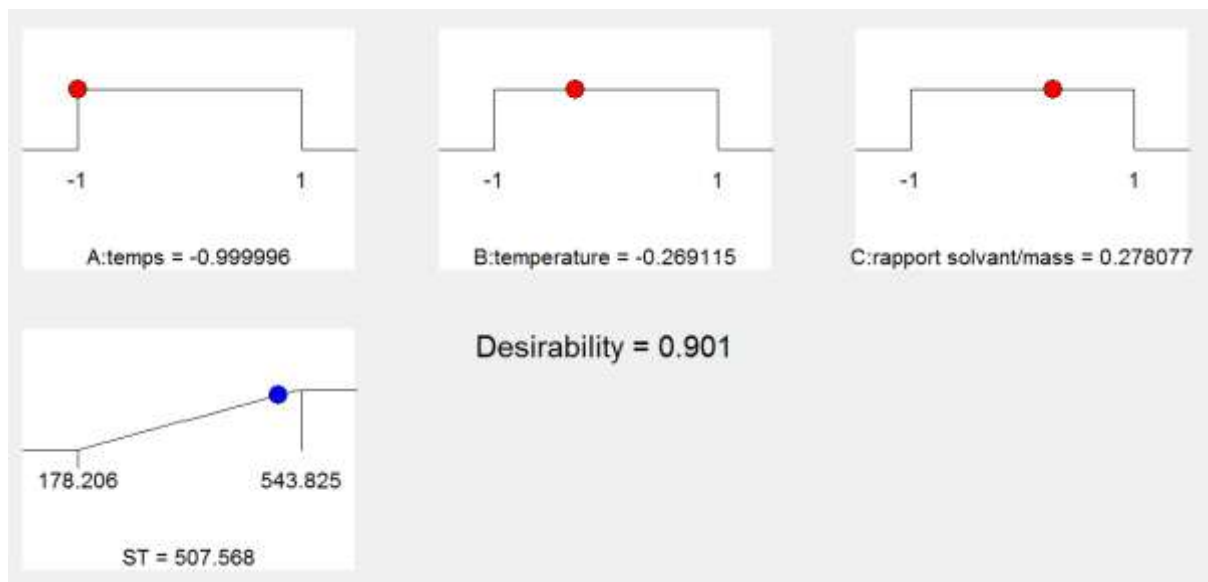 -1 1
A:temps = -0.999996
-1 1
B:temperature = -0.269115
-1 1
C:rapport solvant/mass = 0.278077
178.206 543.825
ST = 507.568
Desirability = 0.901